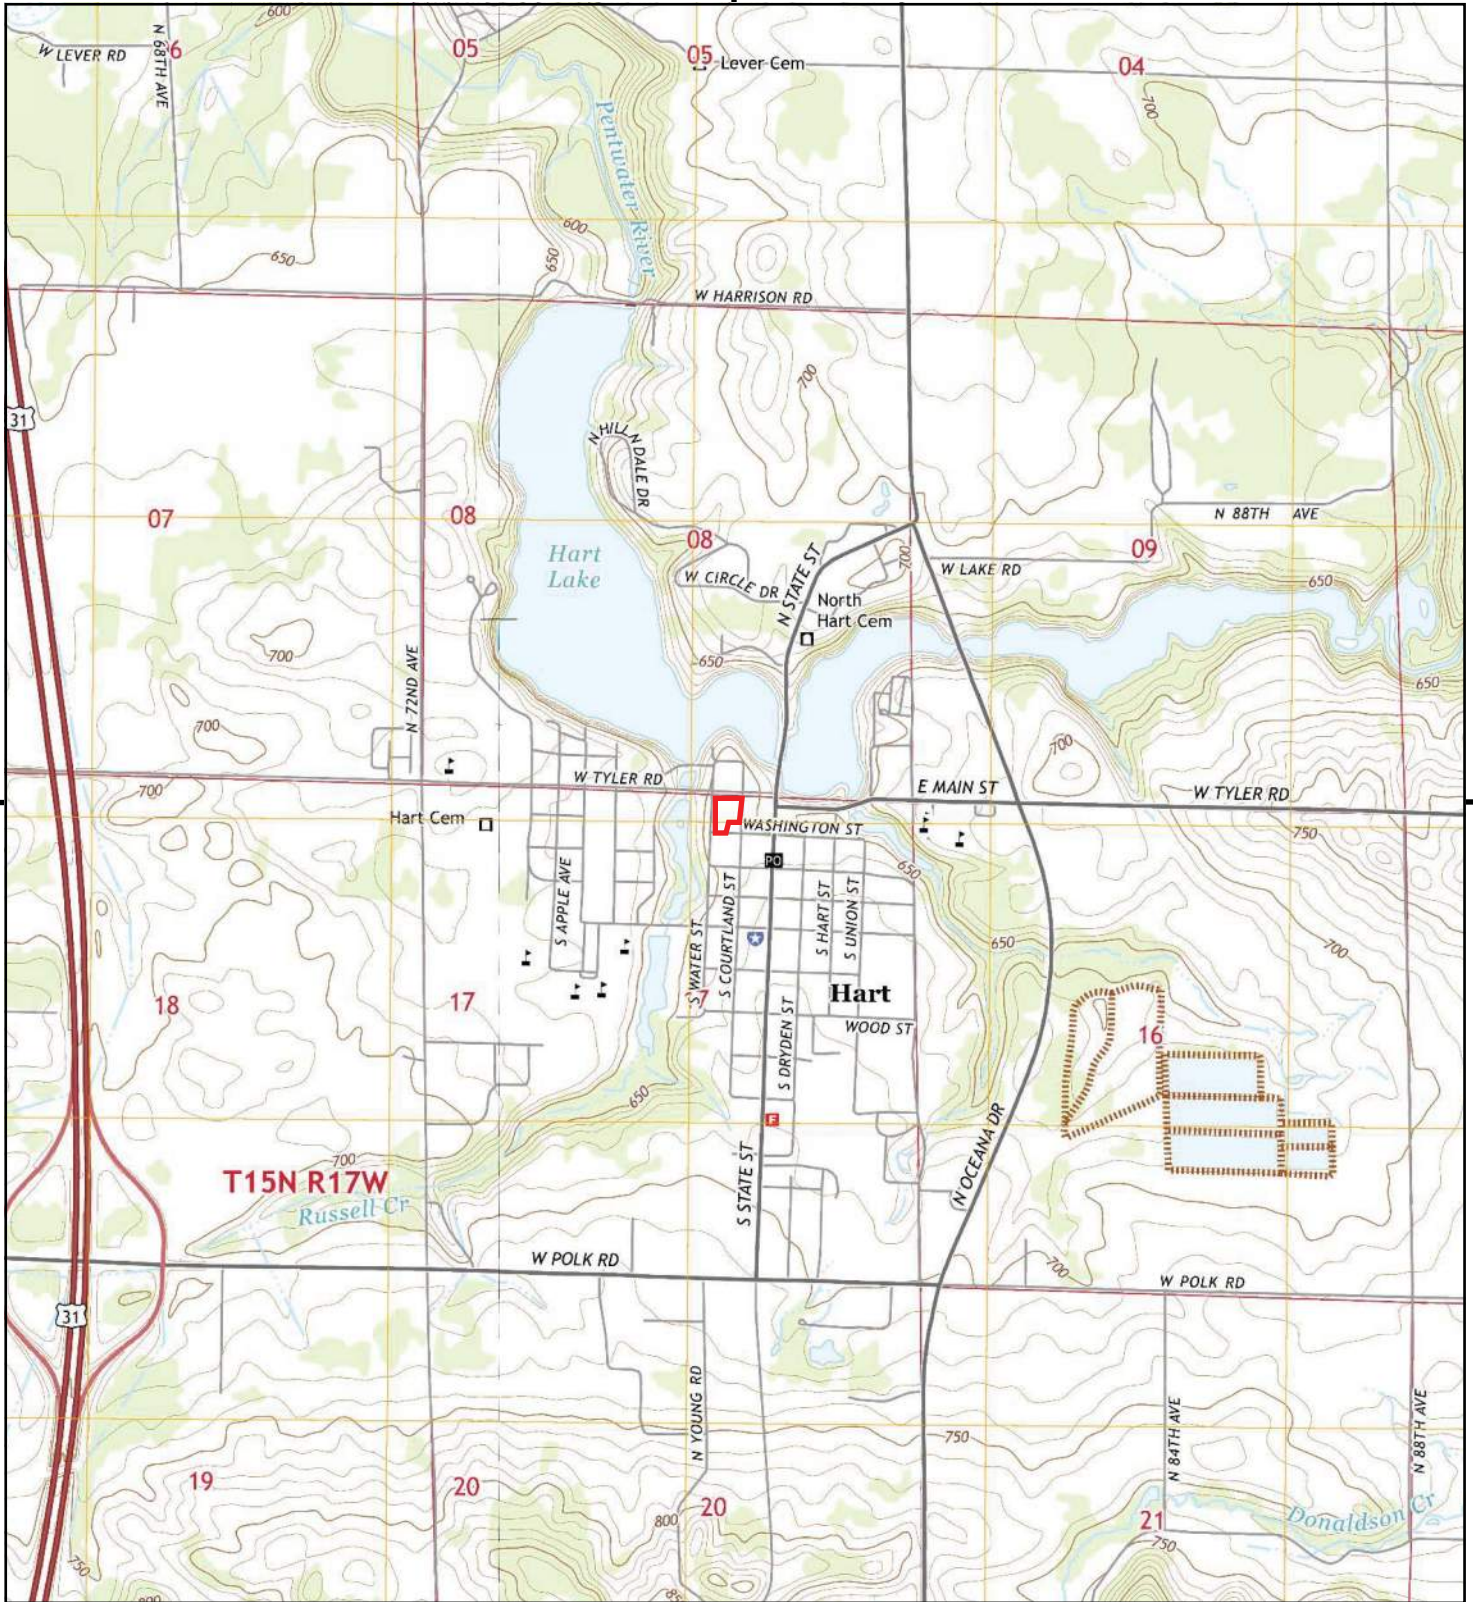 600
W LEVER RD
N 68TH AVE
6
05
05
Lever Cem
04
700
Pentwater River
600
650
650
W HARRISON RD
31
700
N HILL N DALE DR
07
08
08
N 88TH AVE
09
Hart
Lake
N STATE ST
700
W LAKE RD
W CIRCLE DR
North
Hart Cem
650
700
N 72ND AVE
650
650
700
700
W TYLER RD
E MAIN ST
W TYLER RD
700
Hart Cem
WASHINGTON ST
750
PO
650
S APPLE AVE
S COURTLAND ST
S HART ST
S UNION ST
S WATER ST
650
700
18
17
7
Hart
WOOD ST
16
S DRYDEN ST
650
F
N OCEANA DR
700
T15N R17W
Russell Cr
S STATE ST
W POLK RD
700
W POLK RD
31
N YOUNG RD
N 84TH AVE
N 88TH AVE
750
19
20
20
800
21
Donaldson Cr
750
750